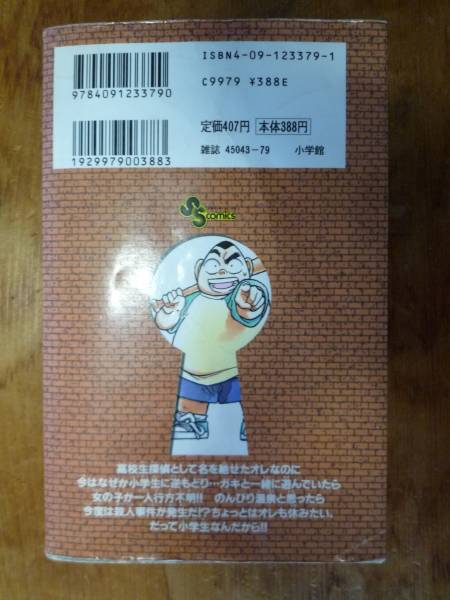 ISBN4-09-123379-1
C9979 ¥388E
9784091233790
定価407円 本体388円
1929979003883
雑誌 45043-79 小学館
SS comics
高校生探偵として名を馳せたオレなのに
今はなぜか小学生に逆もどり…ガキと一緒に遊んでいたら
女の子が一人行方不明!! のんびり温泉と思ったら
今度は殺人事件が発生だ!?ちょっとはオレも休みたい、
だって小学生なんだから!!